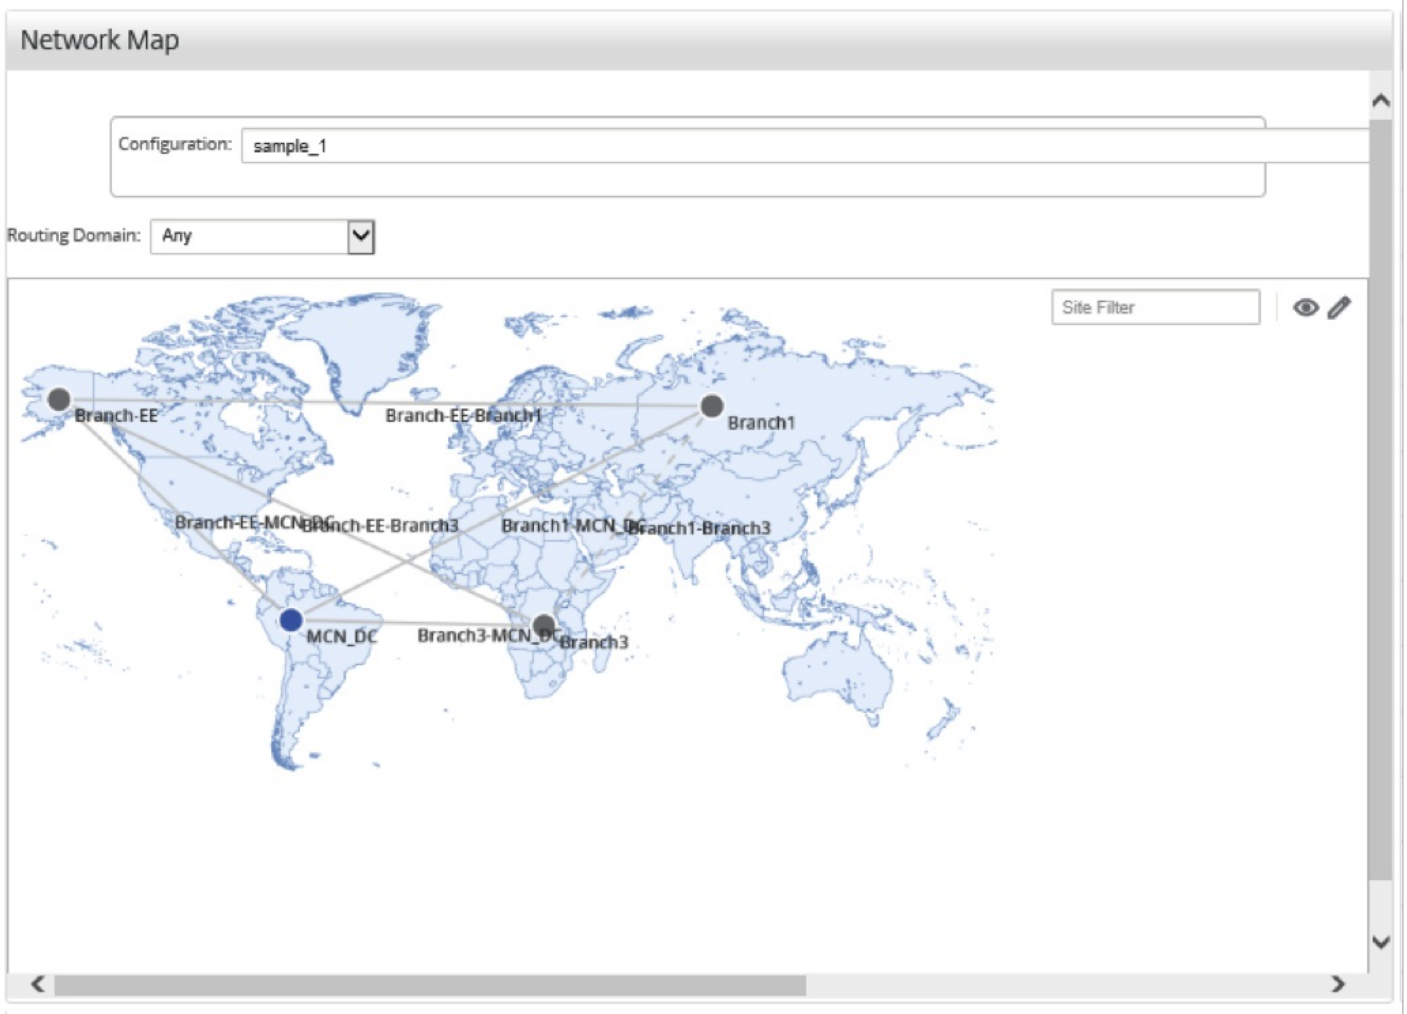 Network Map
Configuration: sample_1
Routing Domain: Any
Site Filter
Branch-EE
Branch-EE-Branch1
Branch1
Branch-EE-MCN_DC
Branch-EE-Branch3
Branch1-MCN_DC
Branch1-Branch3
MCN_DC
Branch3-MCN_DC
Branch3